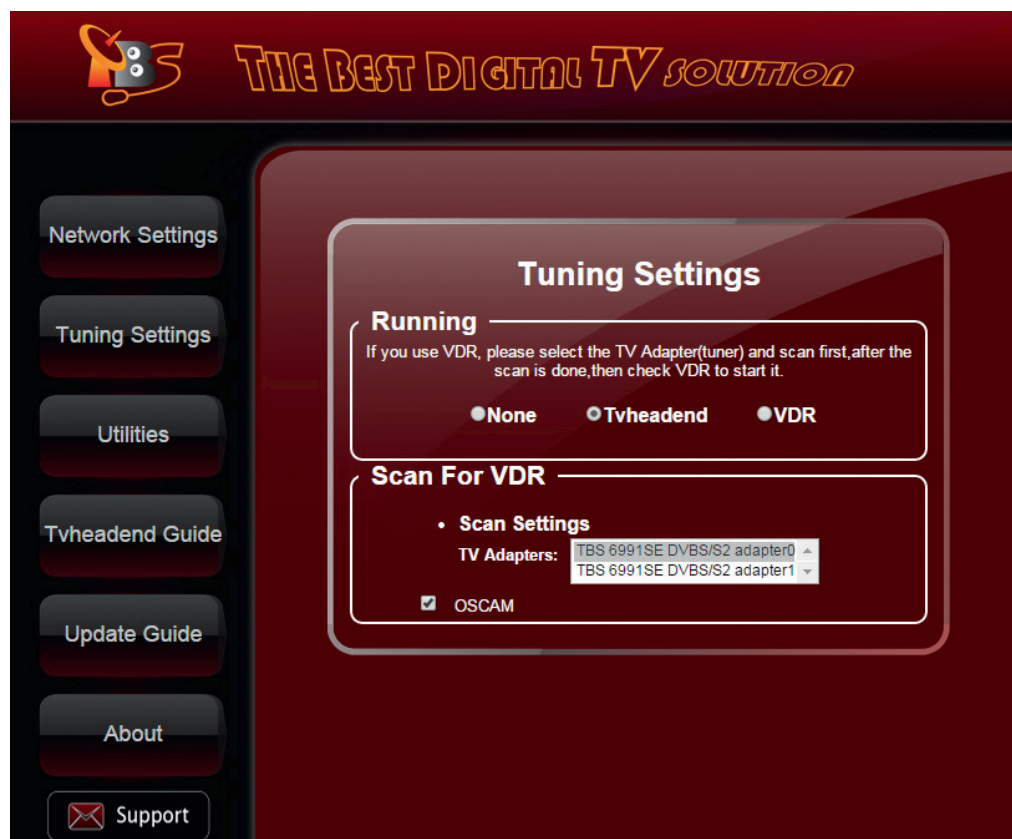 TBS THE BEST DIGITAL TV SOLUTION
Network Settings
Tuning Settings
Utilities
Tvheadend Guide
Update Guide
About
Support
Tuning Settings
Running
If you use VDR, please select the TV Adapter(tuner) and scan first,after the
scan is done,then check VDR to start it.
None Tvheadend VDR
Scan For VDR
• Scan Settings
TV Adapters: TBS 6991SE DVBS/S2 adapter0
TBS 6991SE DVBS/S2 adapter1
OSCAM